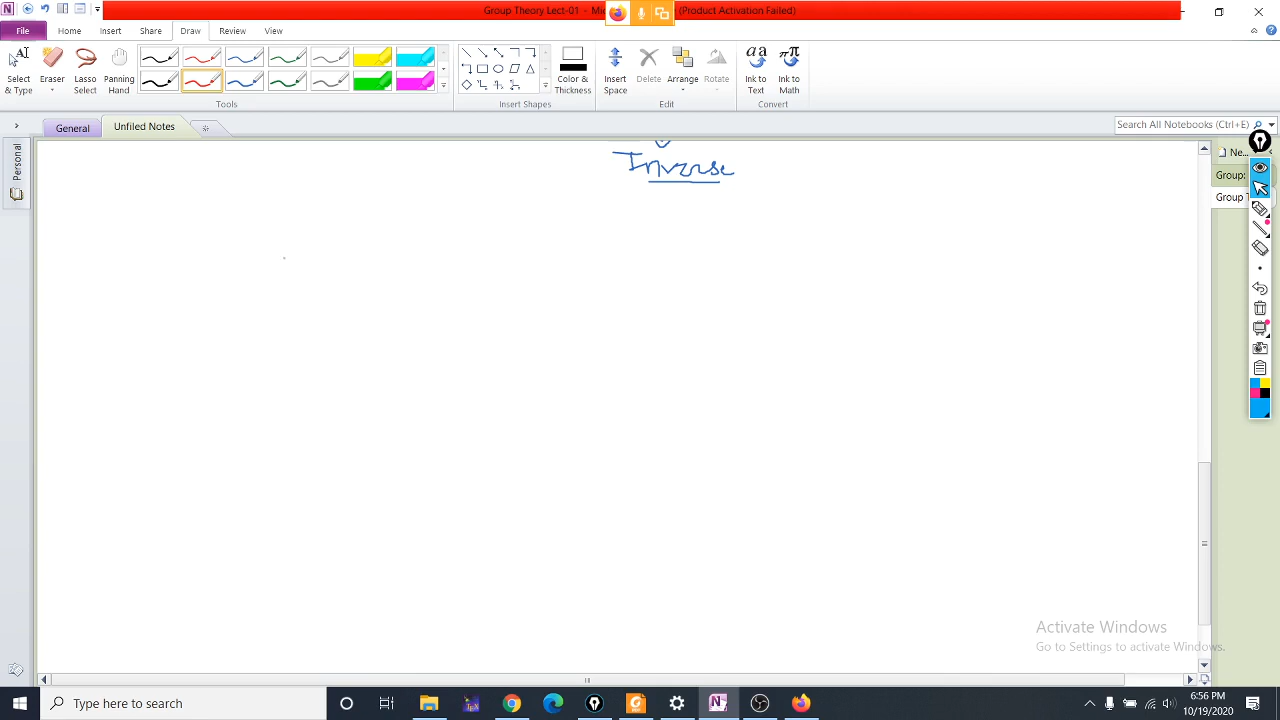 Group Theory Lect-01 - Mi (Product Activation Failed)
File Home Insert Share Draw Review View
Select & Type
Eraser
Lasso Select
Panning Hand
Color & Thickness
Insert Space
Delete
Arrange
Rotate
Ink to Text
Ink to Math
Tools
Insert Shapes
Edit
Convert
General
Unfiled Notes
Search All Notebooks (Ctrl+E)
Ne...
Group:
Group T
Inverse
Activate Windows
Go to Settings to activate Windows.
Type here to search
6:56 PM
10/19/2020